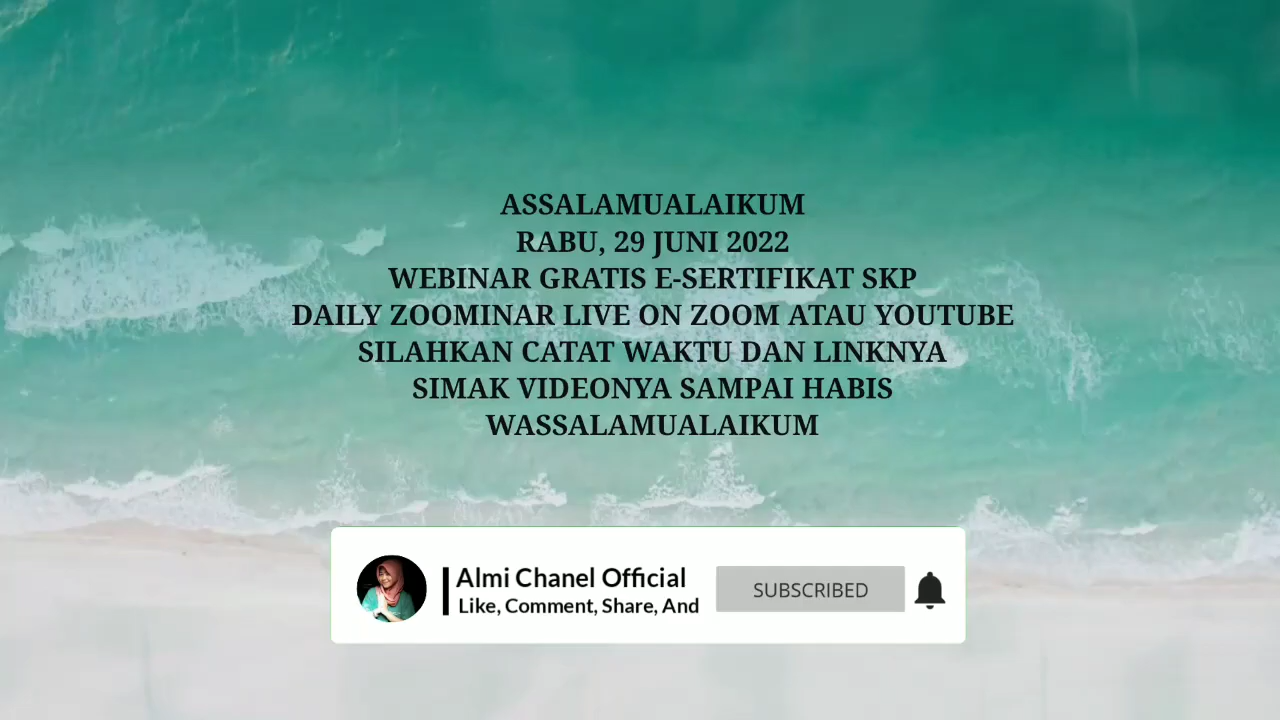 ASSALAMUALAIKUM
RABU, 29 JUNI 2022
WEBINAR GRATIS E-SERTIFIKAT SKP
DAILY ZOOMINAR LIVE ON ZOOM ATAU YOUTUBE
SILAHKAN CATAT WAKTU DAN LINKNYA
SIMAK VIDEONYA SAMPAI HABIS
WASSALAMUALAIKUM
Almi Chanel Official
Like, Comment, Share, And
SUBSCRIBED